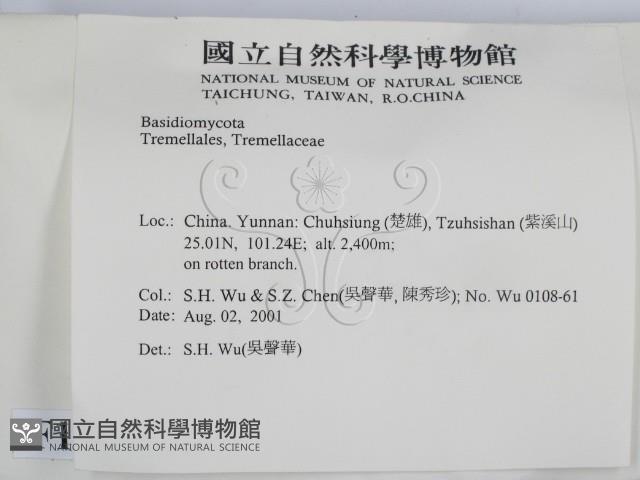 國立自然科學博物館
NATIONAL MUSEUM OF NATURAL SCIENCE
TAICHUNG, TAIWAN, R.O.CHINA
Basidiomycota
Tremellales, Tremellaceae
Loc.: China. Yunnan: Chuhsiung (楚雄), Tzuhsishan (紫溪山)
25.01N, 101.24E; alt. 2,400m;
on rotten branch.
Col.: S.H. Wu & S.Z. Chen(吳聲華, 陳秀珍); No. Wu 0108-61
Date: Aug. 02, 2001
Det.: S.H. Wu(吳聲華)
國立自然科學博物館
NATIONAL MUSEUM OF NATURAL SCIENCE